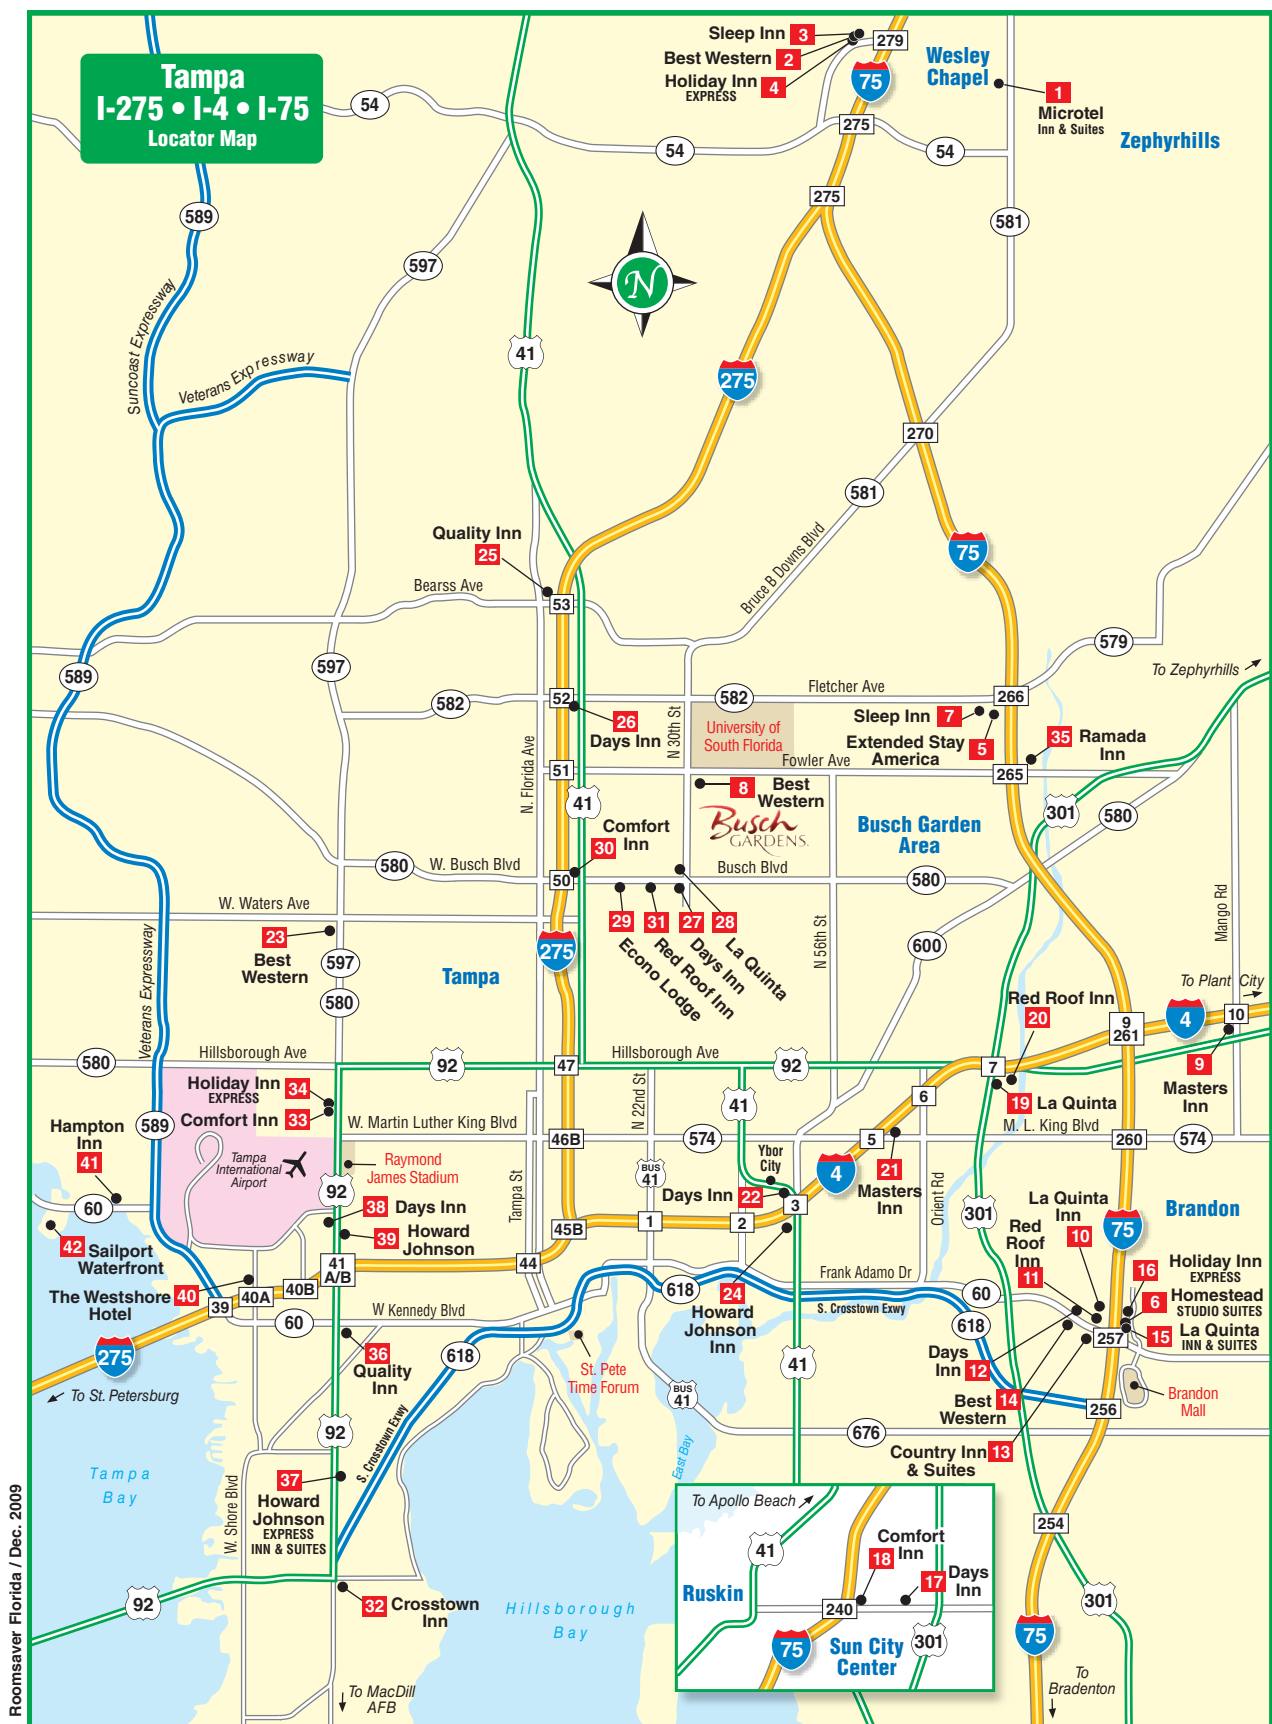 Tampa
I-275 • I-4 • I-75
Locator Map
Sleep Inn 3
Best Western 2
Holiday Inn 4
EXPRESS
279
75
Wesley
Chapel
1
Microtel
Inn & Suites
Zephyrhills
54
54
275
54
589
275
581
597
N
Suncoast Expressway
Veterans Expressway
41
275
270
581
Quality Inn
25
75
Bearss Ave
53
Bruce B Downs Blvd
579
597
589
To Zephyrhills
582
52
582
Fletcher Ave
266
26
Days Inn
N 30th St
University of
South Florida
Sleep Inn 7
Extended Stay
America
5
35 Ramada
Inn
N. Florida Ave
51
Fowler Ave
265
8 Best
Western
41
301
580
Busch
GARDENS
Busch Garden
Area
Comfort
Inn
30
580
W. Busch Blvd
50
Busch Blvd
580
W. Waters Ave
29
31
27
28
Econo Lodge
Red Roof Inn
Days Inn
La Quinta
N 56th St
Mango Rd
23
Best
Western
597
580
Veterans Expressway
275
Tampa
600
To Plant City
Red Roof Inn
20
4
10
9
261
580
Hillsborough Ave
92
47
Hillsborough Ave
92
7
9
Masters
Inn
Holiday Inn 34
EXPRESS
Comfort Inn 33
N 22nd St
41
6
19 La Quinta
Hampton
Inn
41
589
W. Martin Luther King Blvd
46B
574
5
M. L. King Blvd
260
574
Tampa
International
Airport
Raymond
James Stadium
BUS
41
Ybor
City
4
21
Masters
Inn
92
Tampa St
Days Inn 22
3
Orient Rd
301
La Quinta
Inn
10
Brandon
60
38 Days Inn
45B
1
2
75
42 Sailport
Waterfront
39 Howard
Johnson
Red
Roof
Inn
11
16 Holiday Inn
EXPRESS
41
A/B
44
618
24
Howard
Johnson
Inn
Frank Adamo Dr
S. Crosstown Exwy
60
6 Homestead
STUDIO SUITES
The Westshore
Hotel
40
39
40A
40B
60
W Kennedy Blvd
618
257
15 La Quinta
INN & SUITES
275
36
Quality
Inn
618
St. Pete
Time Forum
41
Days
Inn 12
To St. Petersburg
BUS
41
Best
Western
14
256
Brandon
Mall
92
S. Crosstown Exwy
676
Country Inn
& Suites
13
Tampa
Bay
W. Shore Blvd
37
Howard
Johnson
EXPRESS
INN & SUITES
East Bay
To Apollo Beach
254
41
Comfort
Inn
18
17 Days
Inn
Ruskin
240
301
75
Sun City
Center
301
92
32 Crosstown
Inn
Hillsborough
Bay
75
To MacDill
AFB
To
Bradenton
Roomsaver Florida / Dec. 2009